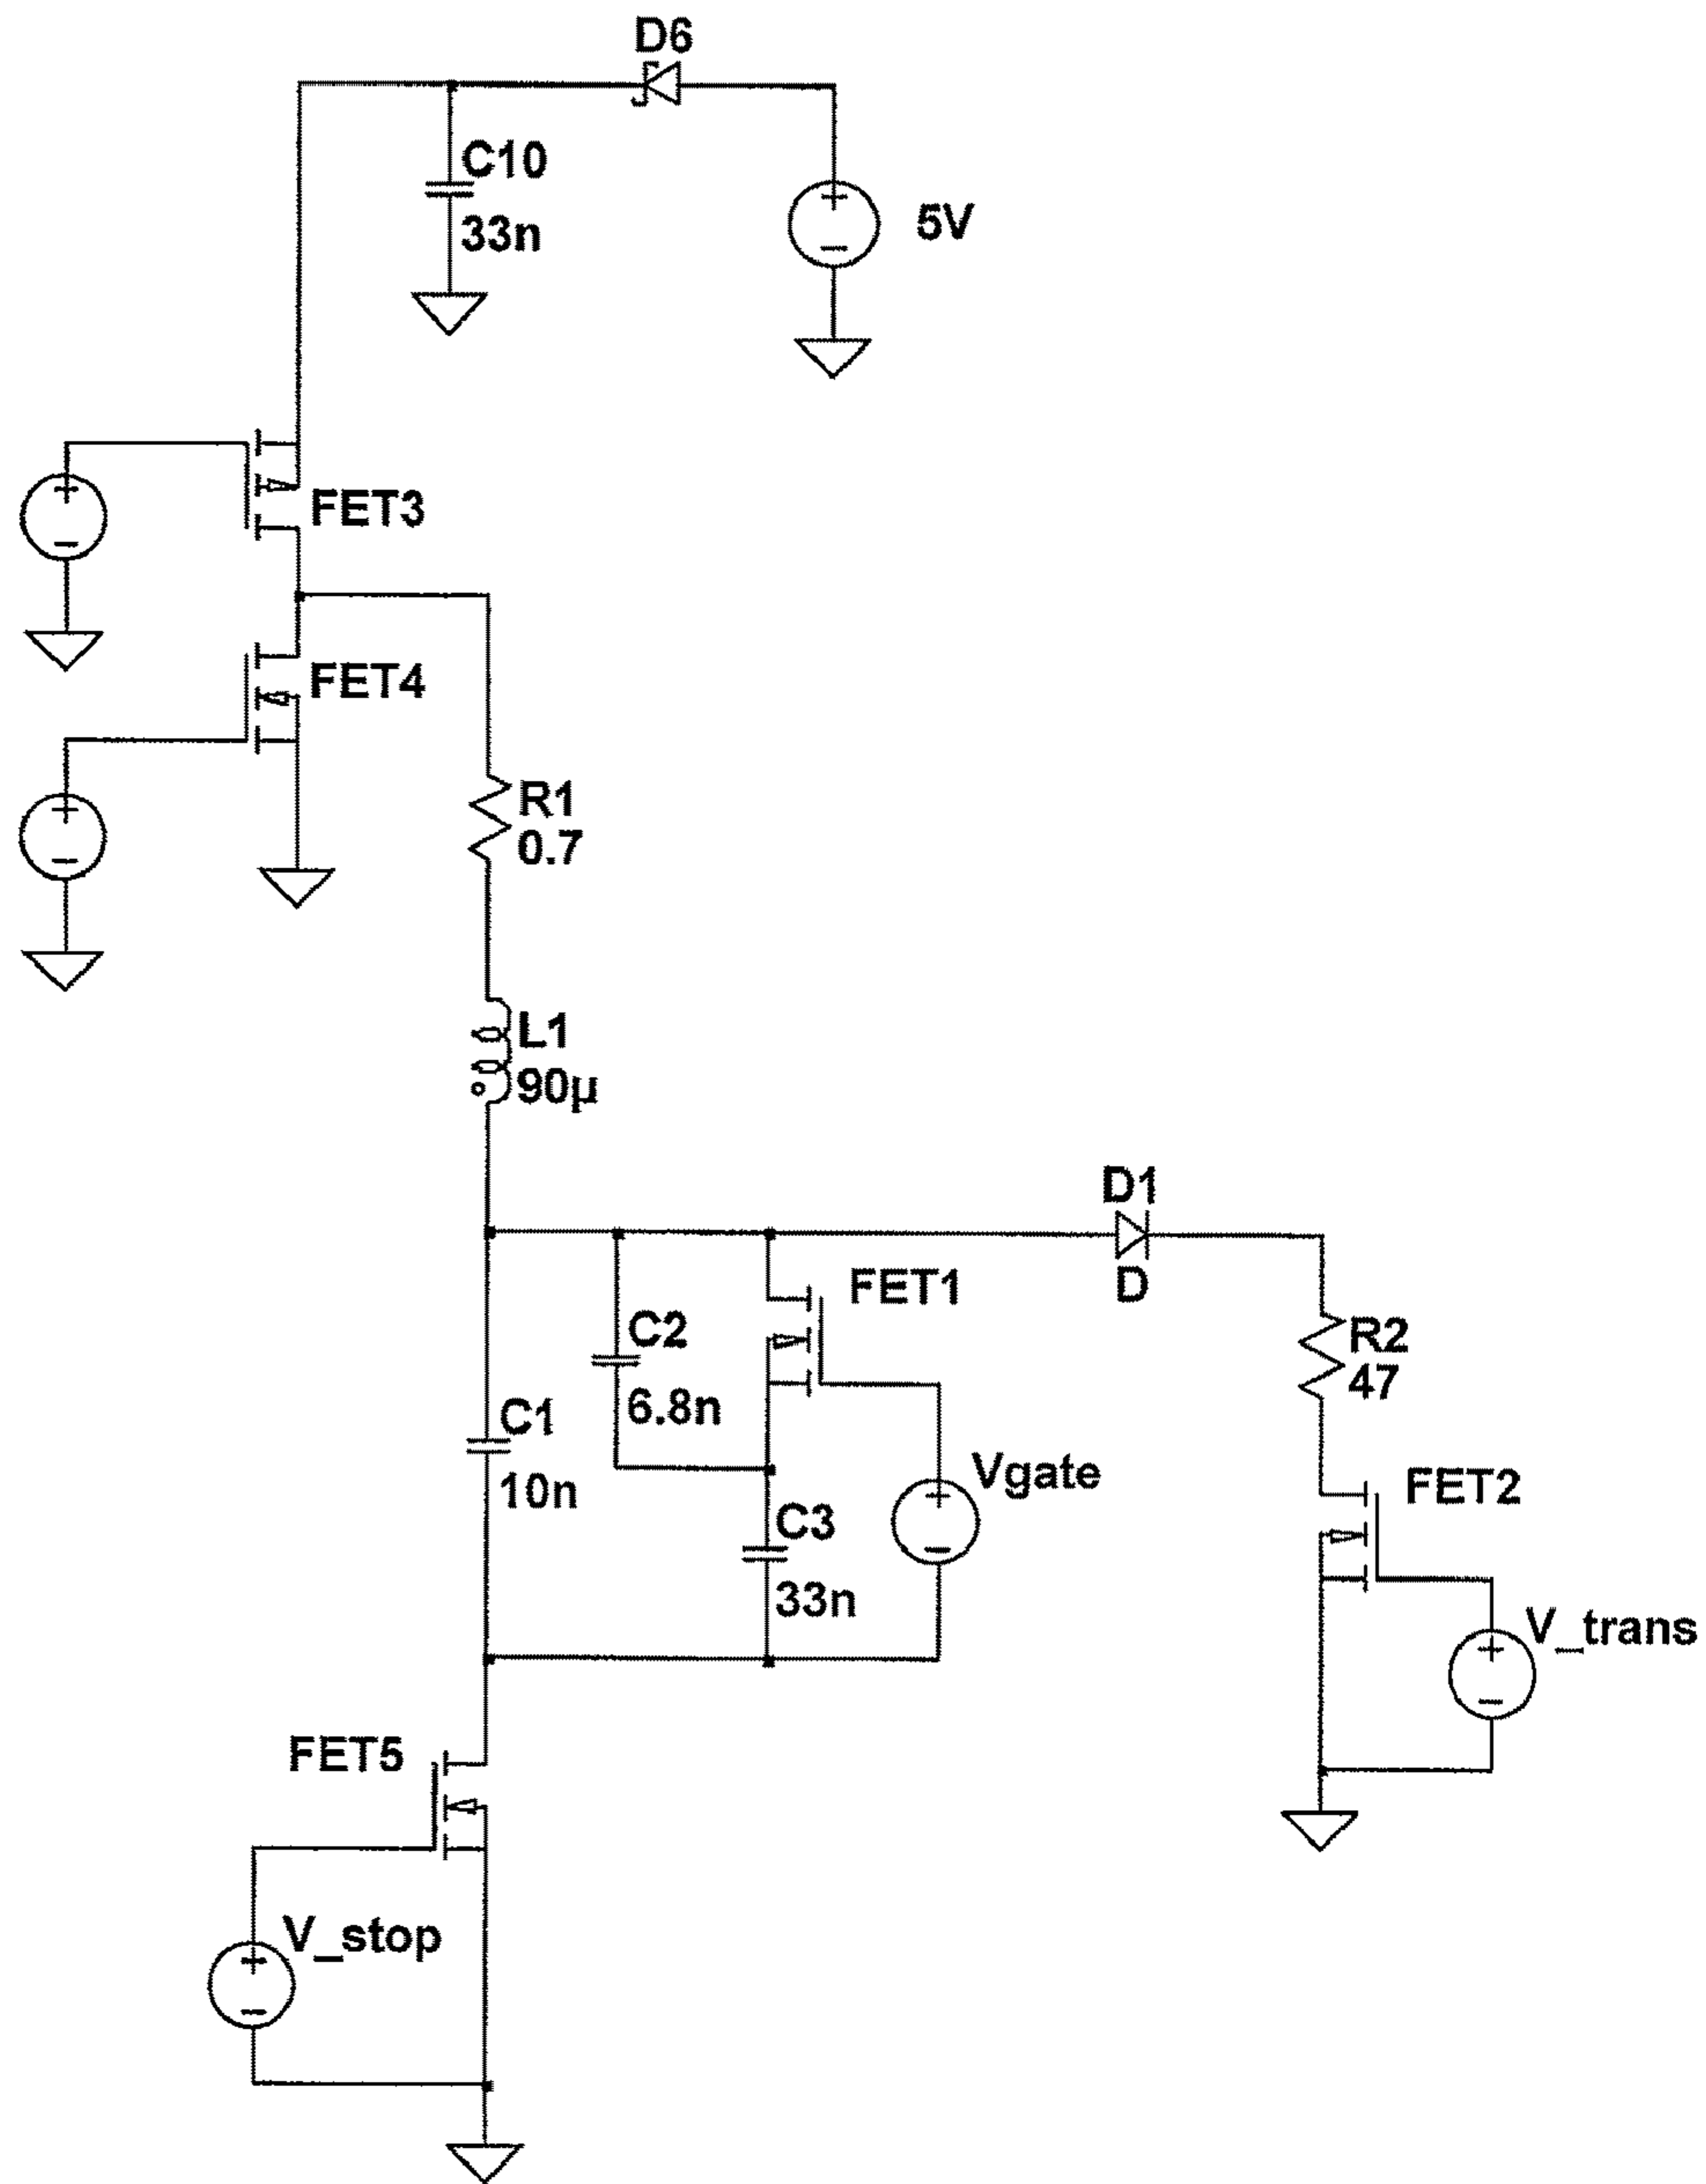 D6
C10
33n
5V
FET3
FET4
R1
0.7
L1
90µ
D1
D
FET1
C2
6.8n
R2
47
C1
10n
Vgate
FET2
C3
33n
V_trans
FET5
V_stop